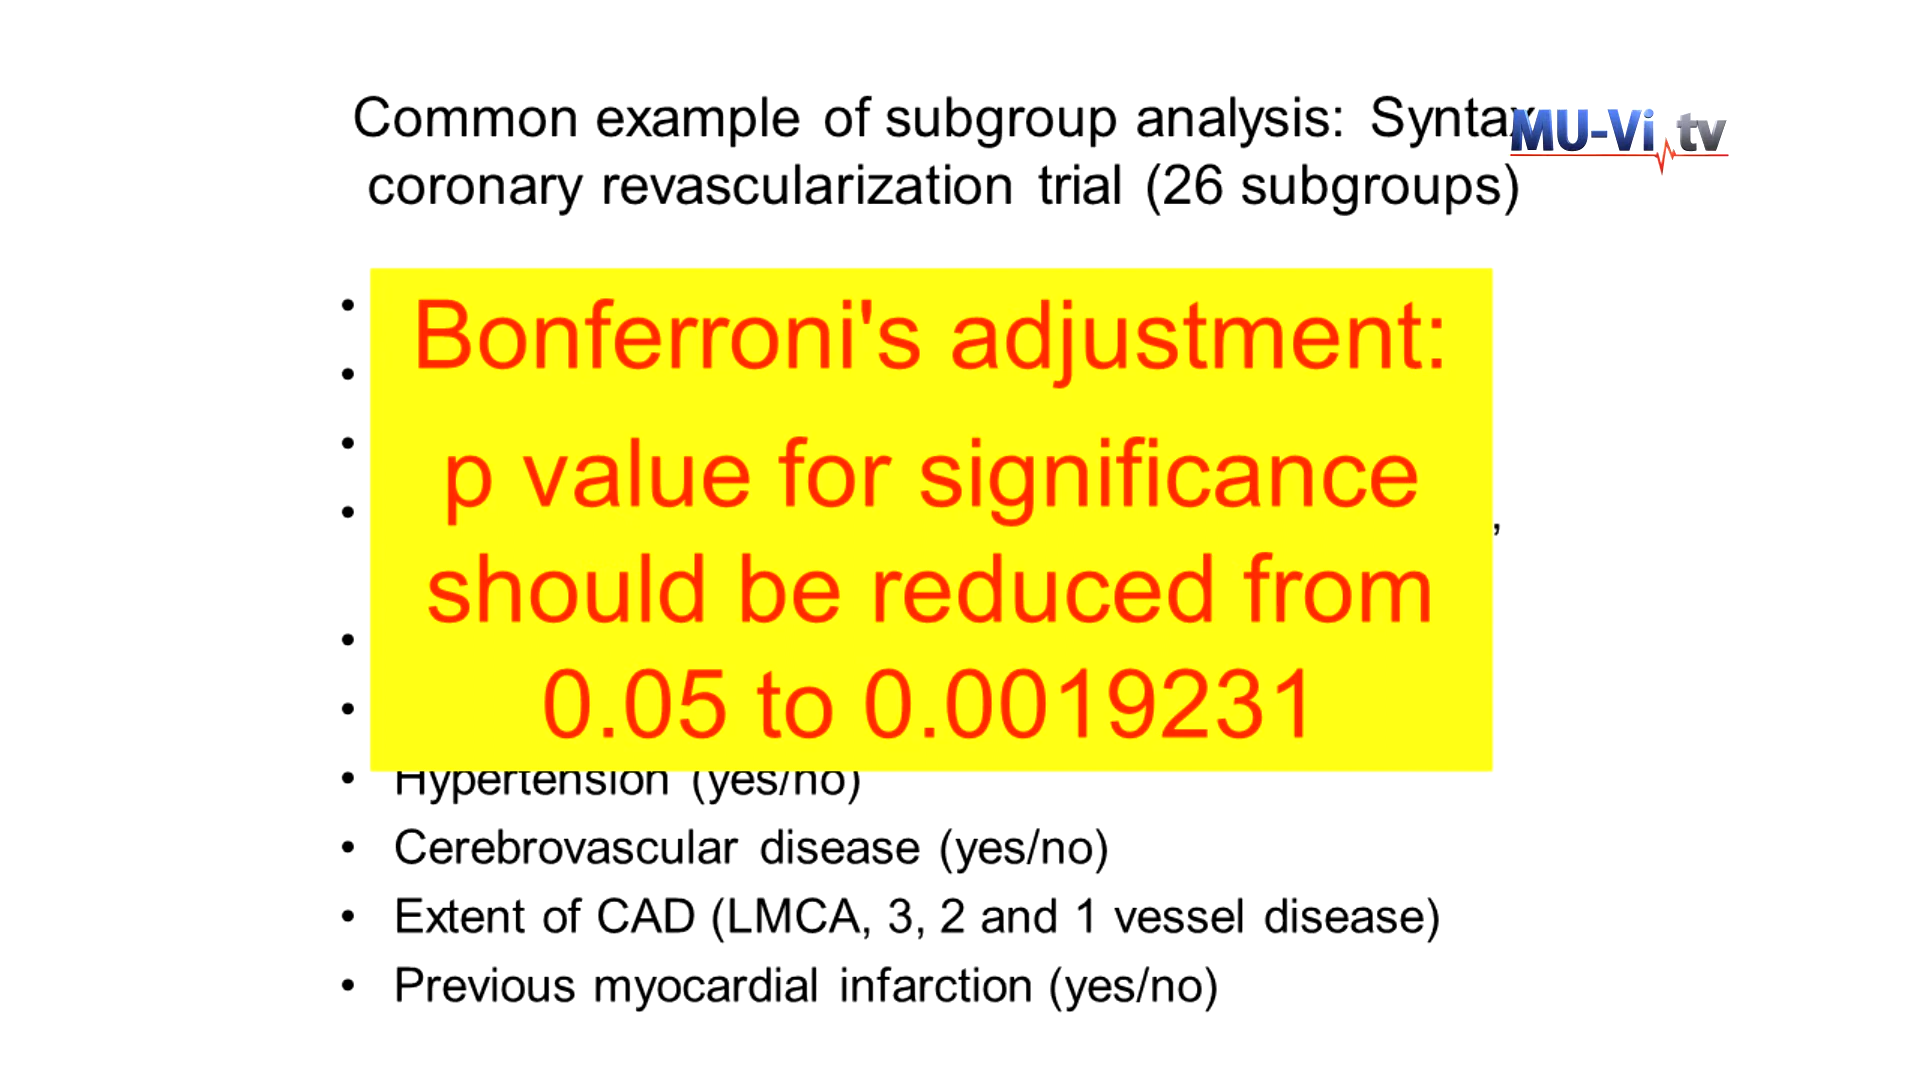 Common example of subgroup analysis: Syntax
MU-Vi tv
coronary revascularization trial (26 subgroups)
•
•
•
•
,
•
•
Bonferroni's adjustment:
p value for significance
should be reduced from
0.05 to 0.0019231
• Hypertension (yes/no)
• Cerebrovascular disease (yes/no)
• Extent of CAD (LMCA, 3, 2 and 1 vessel disease)
• Previous myocardial infarction (yes/no)